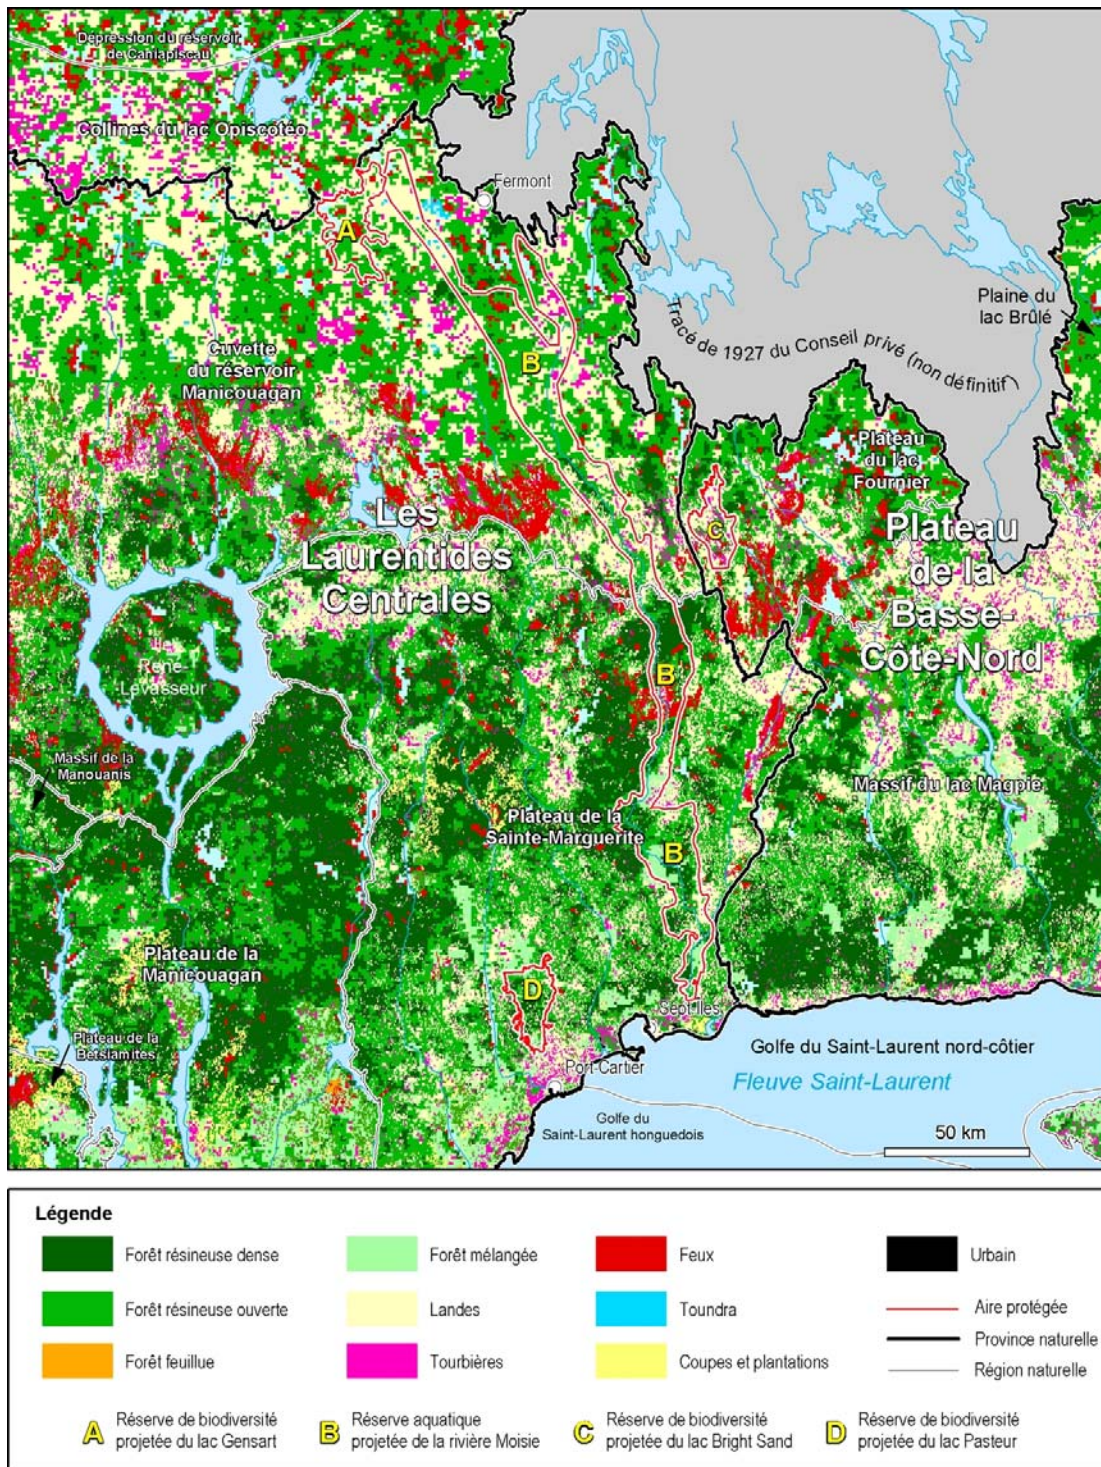 Dépression du réservoir
de Caniapiscau
Collines du lac Opiscotéo
Fermont
A
Plaine du
lac Brûlé
Tracé de 1927 du Conseil privé (non définitif)
B
Cuvette
du réservoir
Manicouagan
Plateau
du lac
Fournier
C
Les
Laurentides
Centrales
Plateau
de la
Basse-
Côte-Nord
René-
Levasseur
B
Massif de la
Manouanis
Massif du lac Magpie
Plateau de la
Sainte-Marguerite
B
Plateau de la
Manicouagan
D
Sept-Îles
Plateau de la
Betsiamites
Port-Cartier
Golfe du Saint-Laurent nord-côtier
Fleuve Saint-Laurent
Golfe du
Saint-Laurent honguedois
50 km
Légende
Forêt résineuse dense
Forêt mélangée
Feux
Urbain
Forêt résineuse ouverte
Landes
Toundra
Aire protégée
Province naturelle
Forêt feuillue
Tourbières
Coupes et plantations
Région naturelle
A Réserve de biodiversité
projetée du lac Gensart
B Réserve aquatique
projetée de la rivière Moisie
C Réserve de biodiversité
projetée du lac Bright Sand
D Réserve de biodiversité
projetée du lac Pasteur